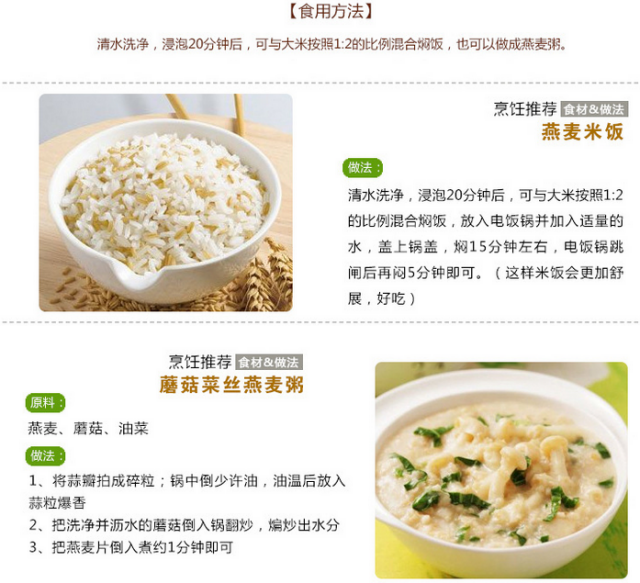 【食用方法】
清水洗净，浸泡20分钟后，可与大米按照1:2的比例混合焖饭，也可以做成燕麦粥。
烹饪推荐 食材&做法
燕麦米饭
做法：
清水洗净，浸泡20分钟后，可与大米按照1:2
的比例混合焖饭，放入电饭锅并加入适量的
水，盖上锅盖，焖15分钟左右，电饭锅跳
闸后再闷5分钟即可。（这样米饭会更加舒
展，好吃）
烹饪推荐 食材&做法
蘑菇菜丝燕麦粥
原料：
燕麦、蘑菇、油菜
做法：
1、将蒜瓣拍成碎粒；锅中倒少许油，油温后放入
蒜粒爆香
2、把洗净并沥水的蘑菇倒入锅翻炒，煸炒出水分
3、把燕麦片倒入煮约1分钟即可